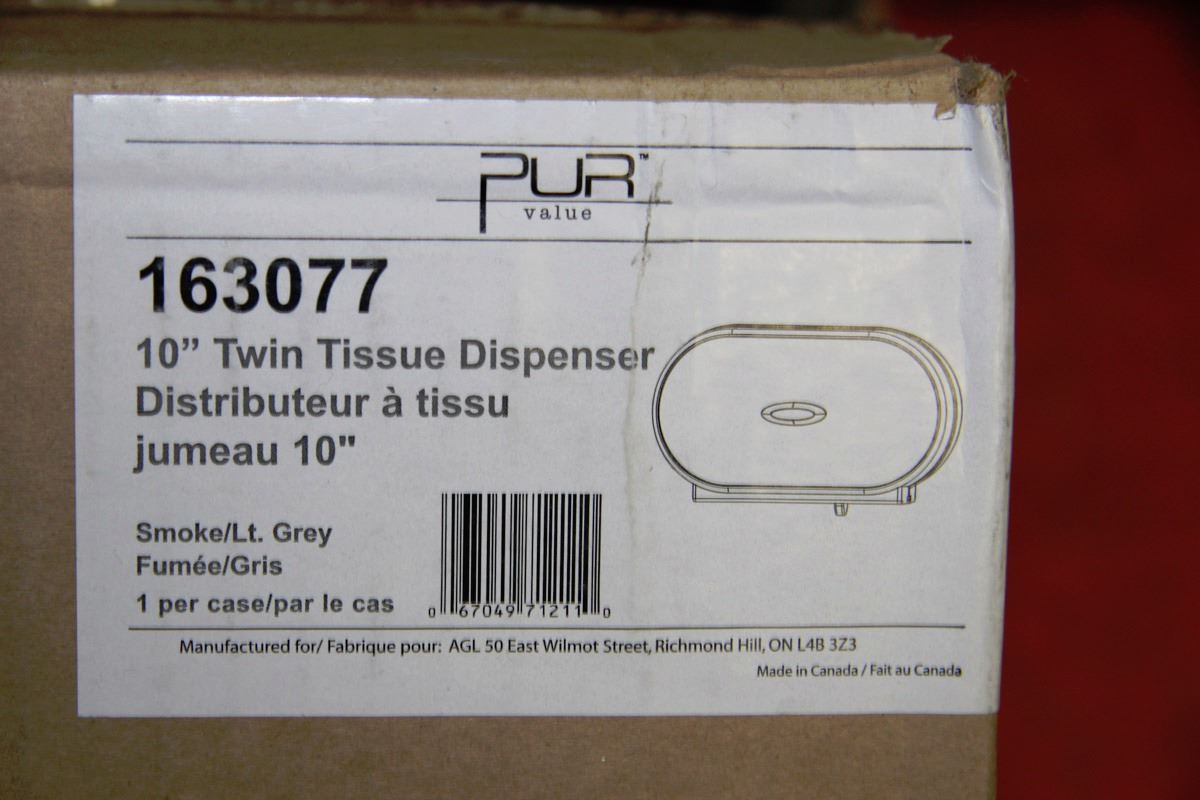 PUR™
value
163077
10” Twin Tissue Dispenser
Distributeur à tissu
jumeau 10"
Smoke/Lt. Grey
Fumée/Gris
1 per case/par le cas
0 67049 71211 0
Manufactured for/ Fabrique pour: AGL 50 East Wilmot Street, Richmond Hill, ON L4B 3Z3
Made in Canada / Fait au Canada